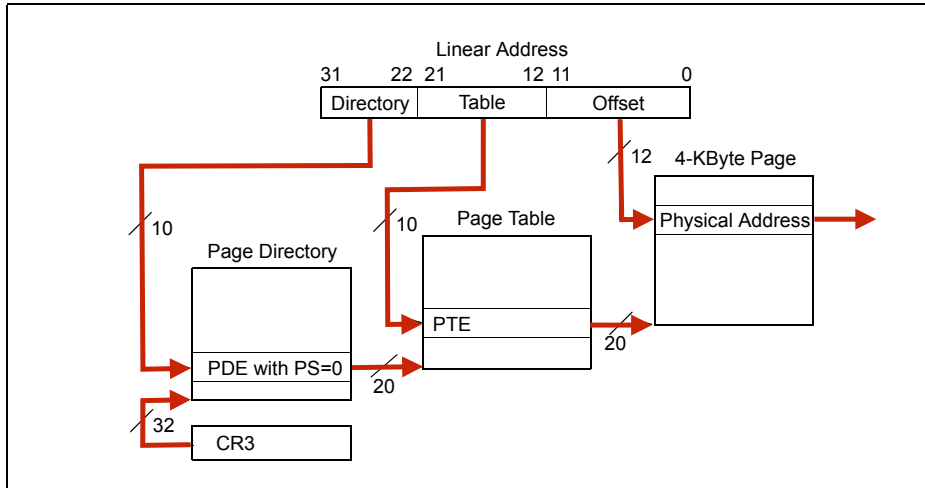 Linear Address
31 22 21 12 11 0
Directory Table Offset
12 4-KByte Page
10 10 Page Table Physical Address
Page Directory
PTE
20
PDE with PS=0
20
32
CR3